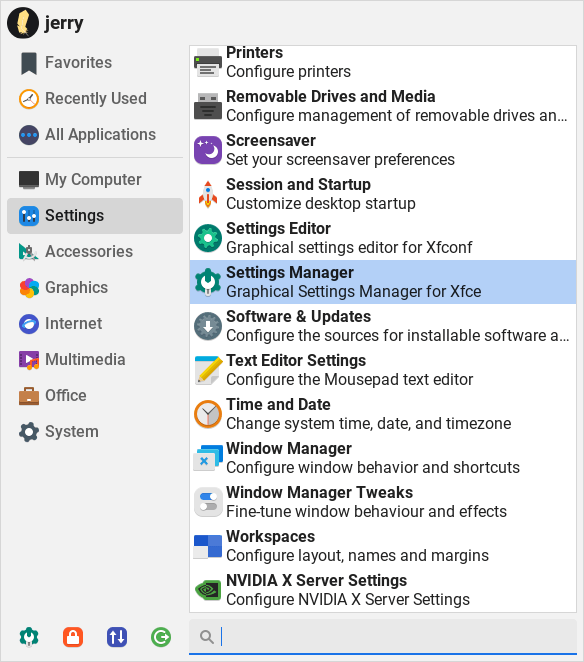 jerry
Favorites
Recently Used
All Applications
My Computer
Settings
Accessories
Graphics
Internet
Multimedia
Office
System
Printers
Configure printers
Removable Drives and Media
Configure management of removable drives an...
Screensaver
Set your screensaver preferences
Session and Startup
Customize desktop startup
Settings Editor
Graphical settings editor for Xfconf
Settings Manager
Graphical Settings Manager for Xfce
Software & Updates
Configure the sources for installable software a...
Text Editor Settings
Configure the Mousepad text editor
Time and Date
Change system time, date, and timezone
Window Manager
Configure window behavior and shortcuts
Window Manager Tweaks
Fine-tune window behaviour and effects
Workspaces
Configure layout, names and margins
NVIDIA X Server Settings
Configure NVIDIA X Server Settings